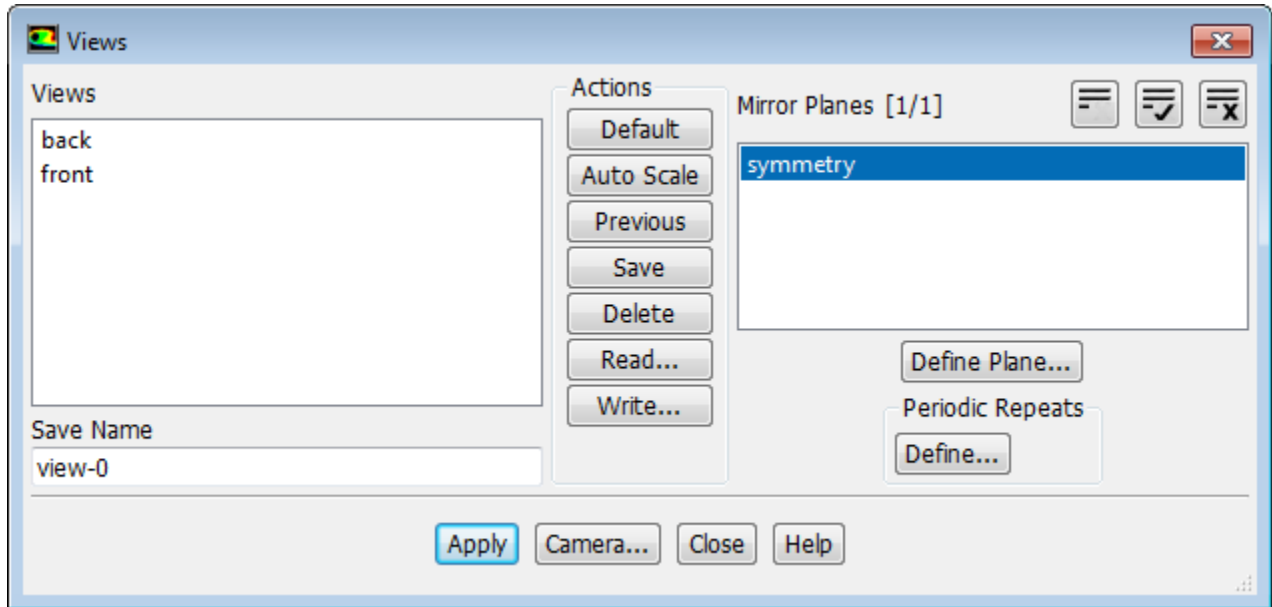 Views
Views
back
front
Save Name
view-0
Actions
Default
Auto Scale
Previous
Save
Delete
Read...
Write...
Mirror Planes [1/1]
symmetry
Define Plane...
Periodic Repeats
Define...
Apply
Camera...
Close
Help